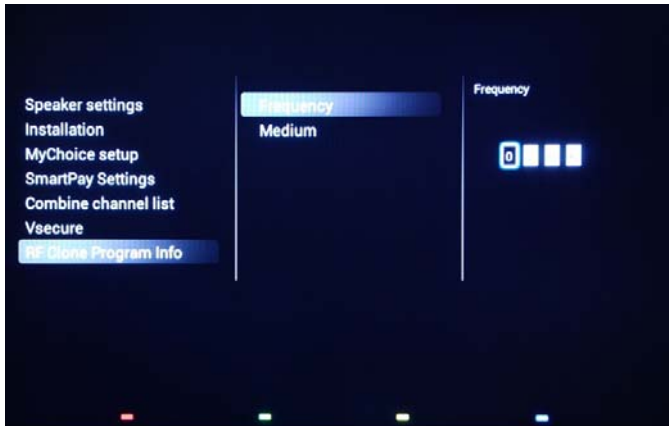 Speaker settings
Installation
MyChoice setup
SmartPay Settings
Combine channel list
Vsecure
RF Clone Program Info
Frequency
Medium
Frequency
0